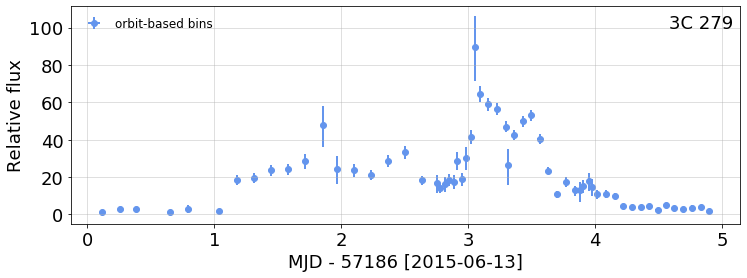 orbit-based bins
3C 279
100
80
60
40
20
0
Relative flux
0 1 2 3 4 5
MJD - 57186 [2015-06-13]